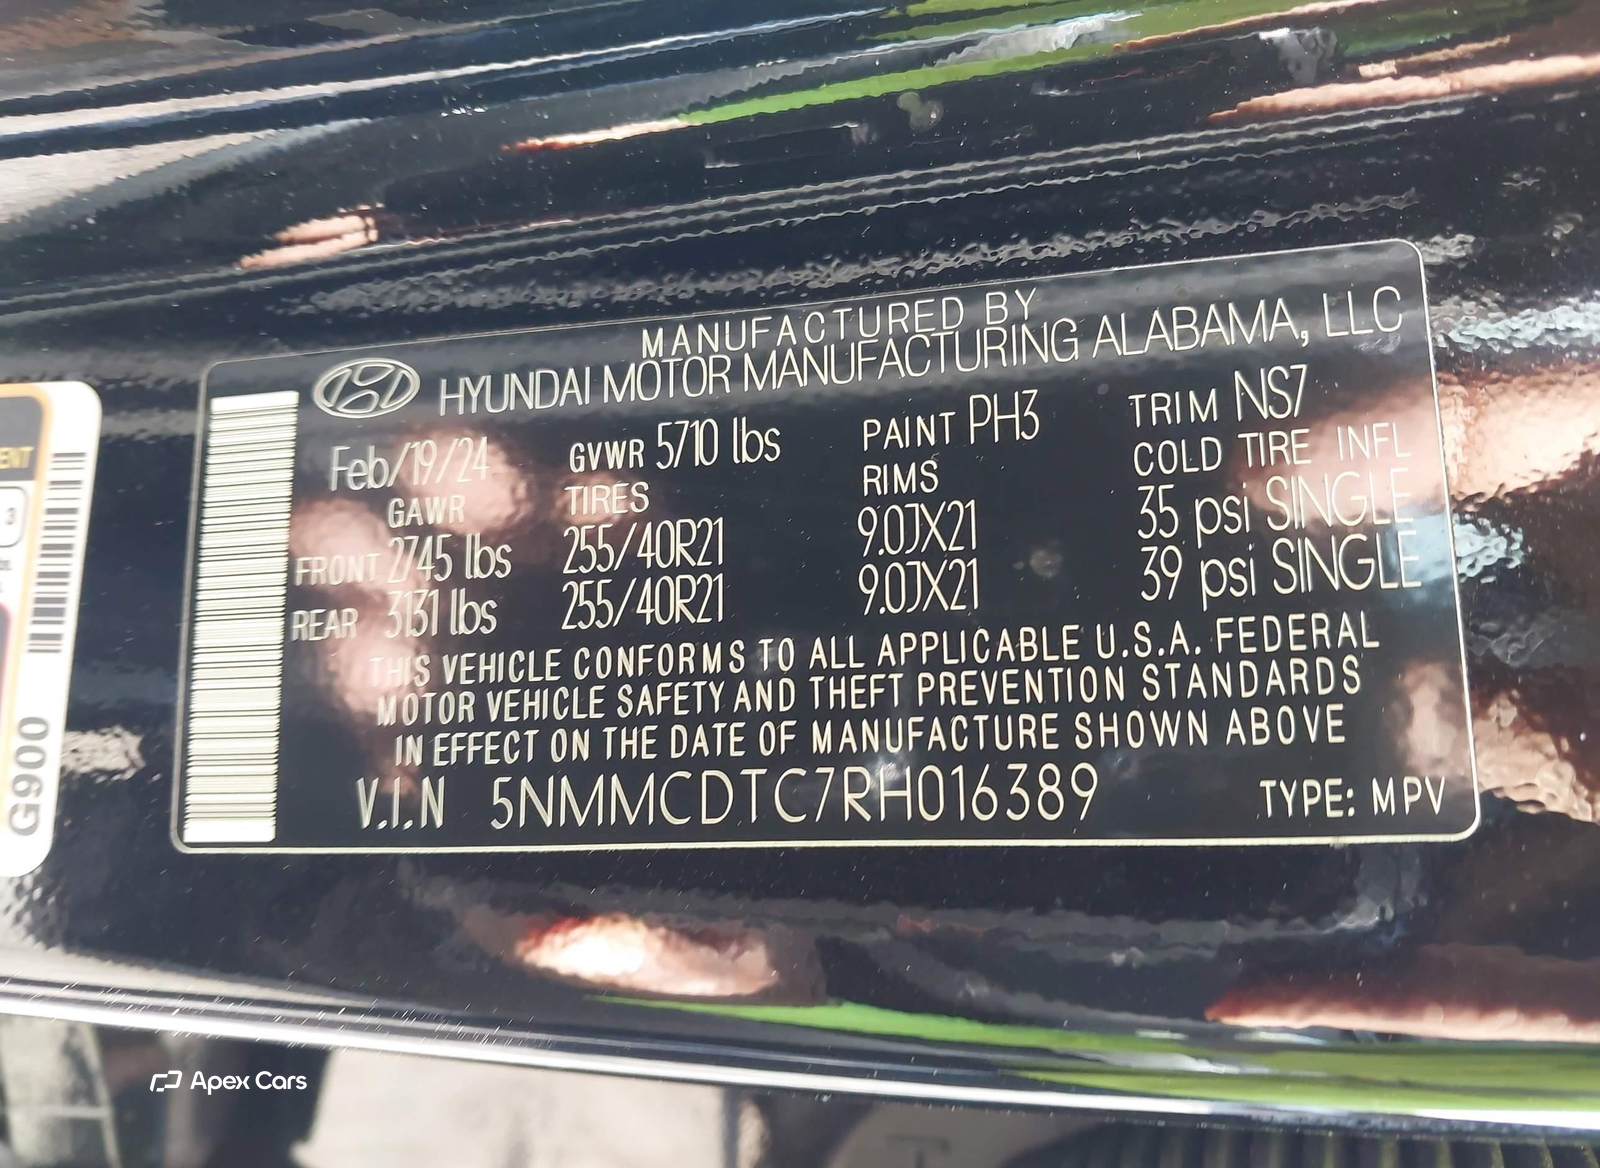 MANUFACTURED BY
HYUNDAI MOTOR MANUFACTURING ALABAMA, LLC
Feb/19/24 GVWR 5710 lbs PAINT PH3 TRIM NS7
GAWR TIRES RIMS COLD TIRE INFL
FRONT 2745 lbs 255/40R21 9.0JX21 35 psi SINGLE
REAR 3131 lbs 255/40R21 9.0JX21 39 psi SINGLE
THIS VEHICLE CONFORMS TO ALL APPLICABLE U.S.A. FEDERAL
MOTOR VEHICLE SAFETY AND THEFT PREVENTION STANDARDS
IN EFFECT ON THE DATE OF MANUFACTURE SHOWN ABOVE
V.I.N 5NMMCDTC7RH016389 TYPE: MPV
G900
Apex Cars